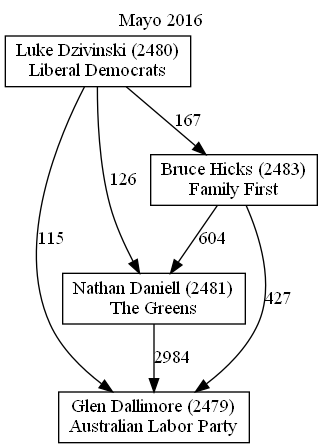 Mayo 2016
Luke Dzivinski (2480)
Liberal Democrats
167
Bruce Hicks (2483)
Family First
126
115
604
427
Nathan Daniell (2481)
The Greens
2984
Glen Dallimore (2479)
Australian Labor Party